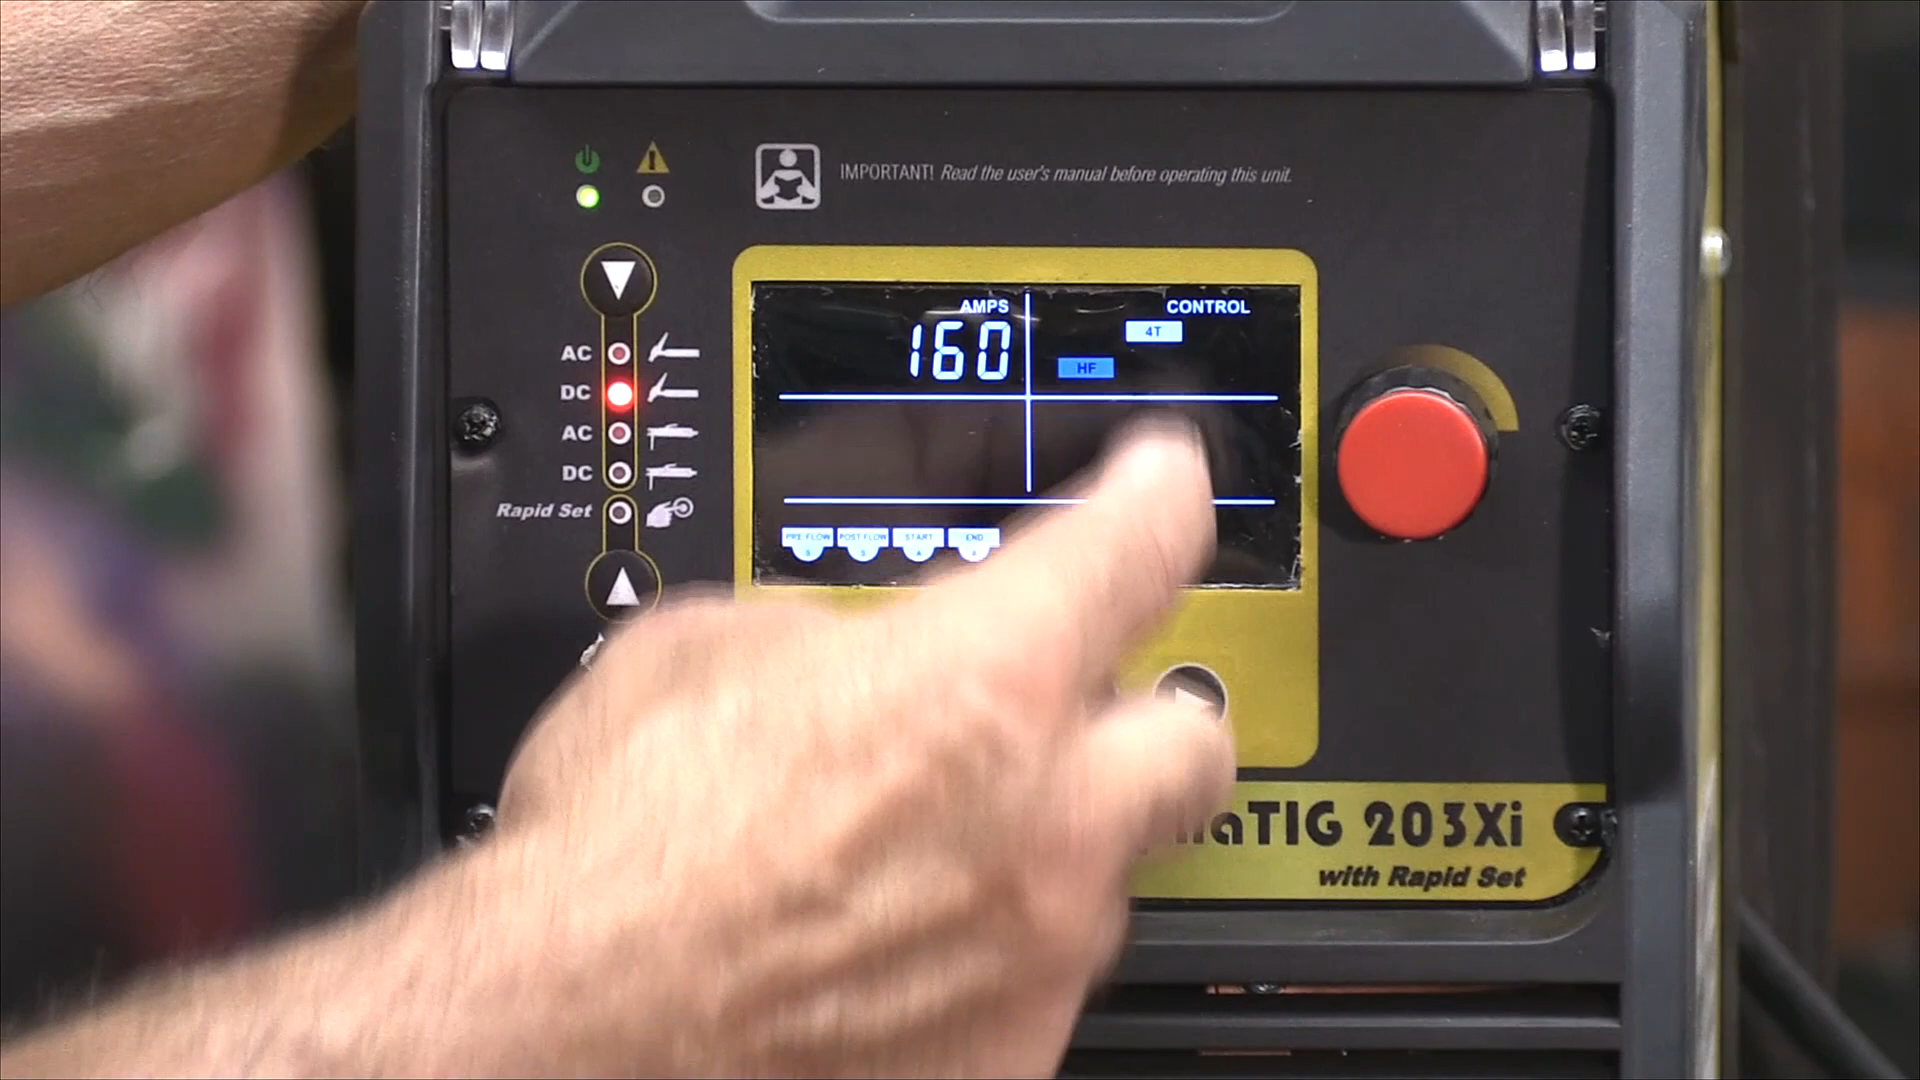 IMPORTANT! Read the user's manual before operating this unit.
AMPS
CONTROL
160
4T
HF
AC
DC
AC
DC
Rapid Set
PRE-FLOW
POST FLOW
START
END
S
S
A
TIG 203Xi
with Rapid Set